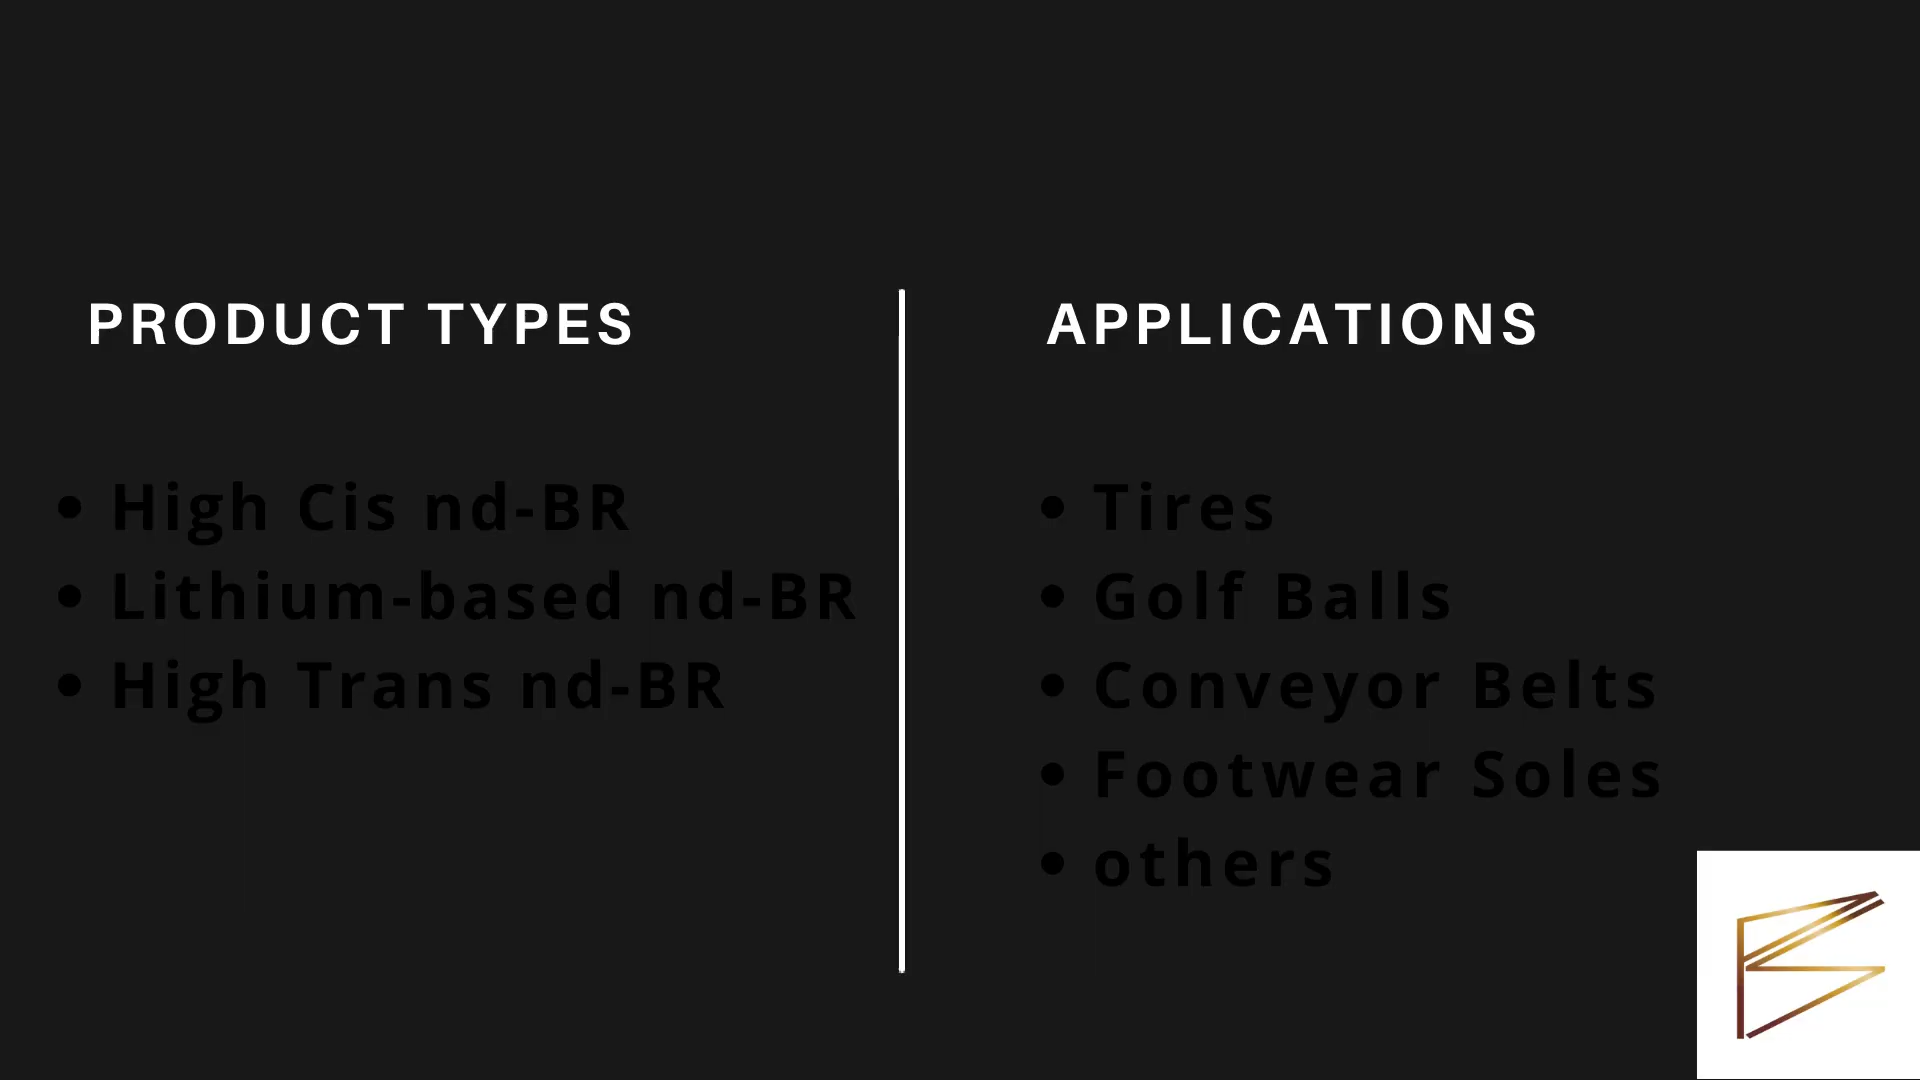 PRODUCT TYPES
High Cis nd-BR
Lithium-based nd-BR
High Trans nd-BR
APPLICATIONS
Tires
Golf Balls
Conveyor Belts
Footwear Soles
others